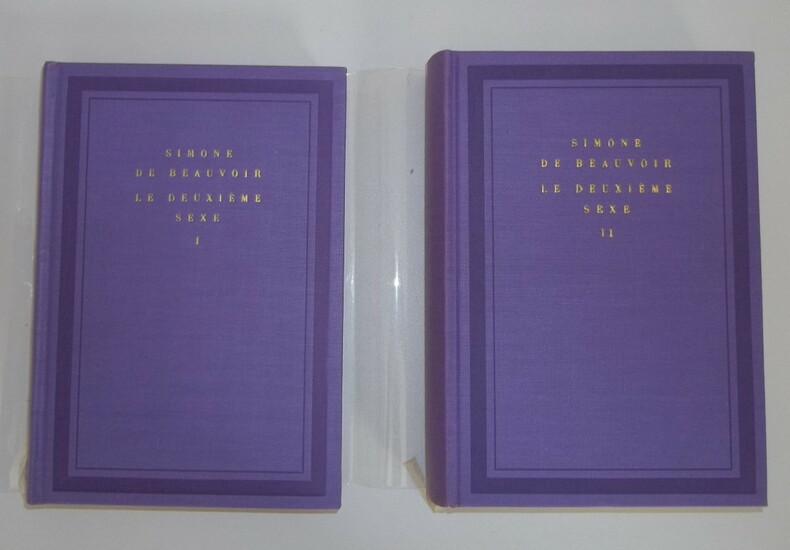 SIMONE
DE BEAUVOIR
LE DEUXIÈME
SEXE
I
SIMONE
DE BEAUVOIR
LE DEUXIÈME
SEXE
II